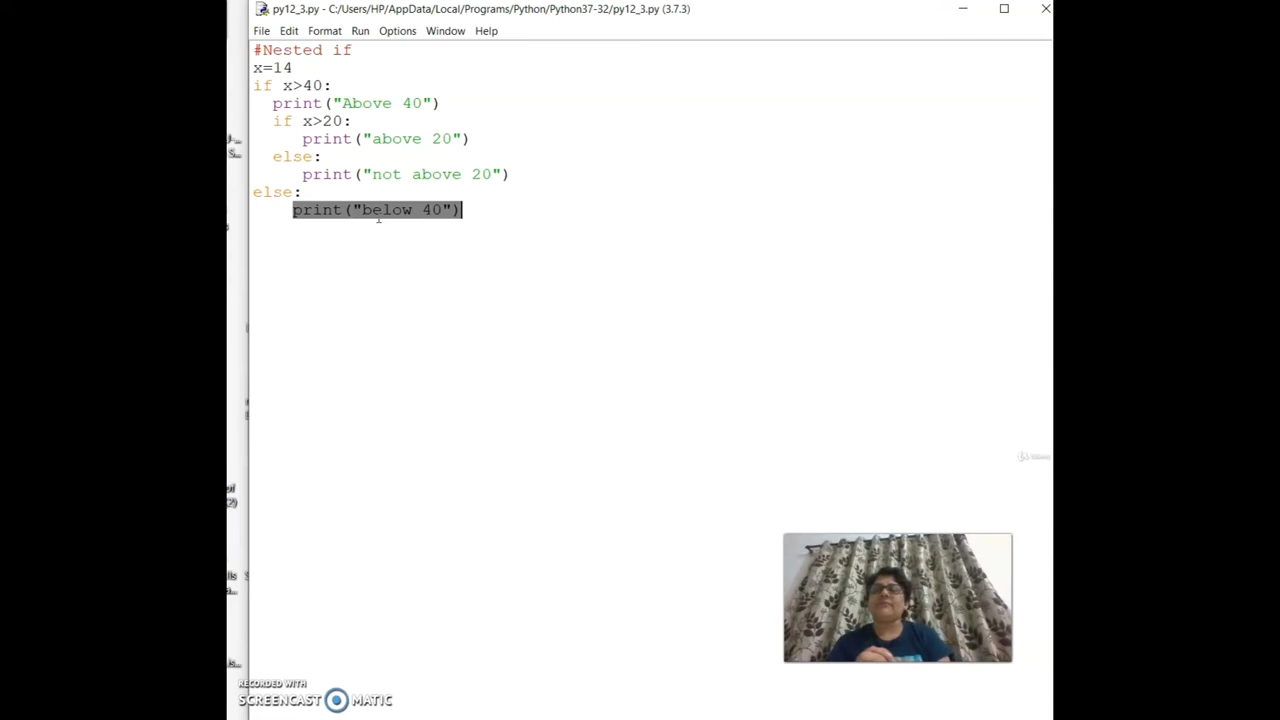 py12_3.py - C:/Users/HP/AppData/Local/Programs/Python/Python37-32/py12_3.py (3.7.3)
File Edit Format Run Options Window Help
#Nested if
x=14
if x>40:
  print("Above 40")
  if x>20:
     print("above 20")
  else:
     print("not above 20")
else:
    print("below 40")
RECORDED WITH
SCREENCAST MATIC